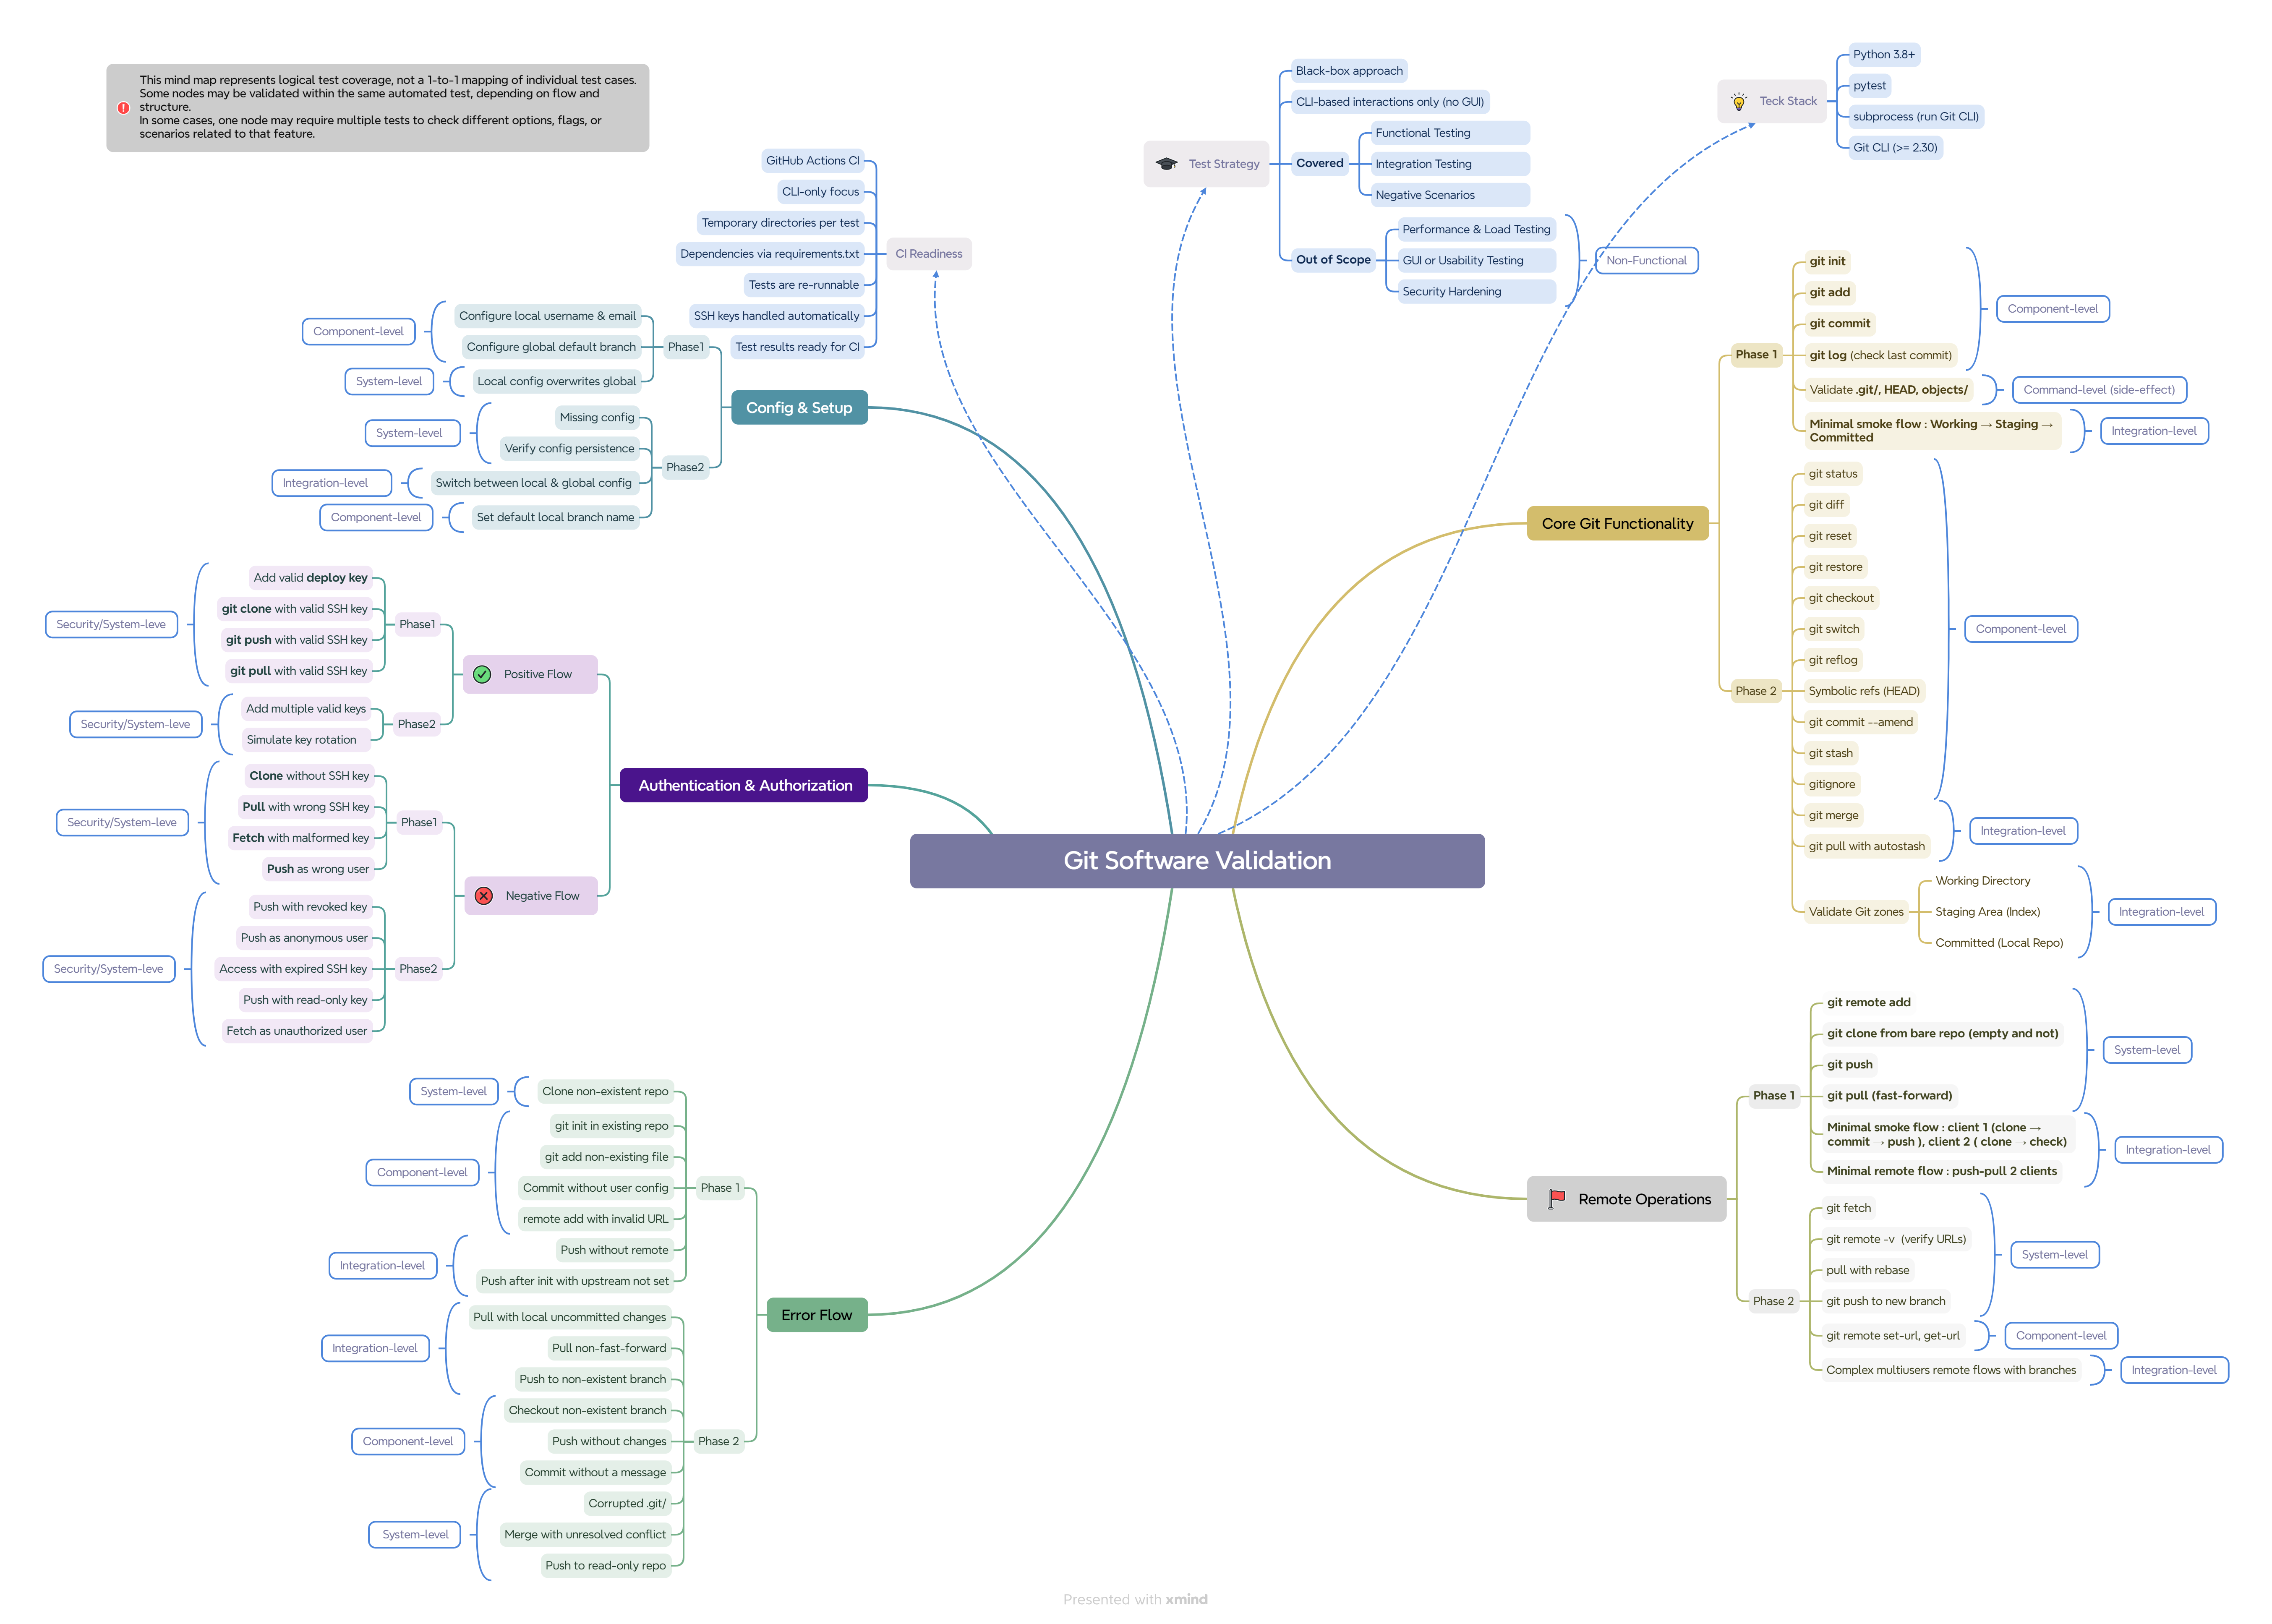 This mind map represents logical test coverage, not a 1-to-1 mapping of individual test cases.
Some nodes may be validated within the same automated test, depending on flow and
structure.
In some cases, one node may require multiple tests to check different options, flags, or
scenarios related to that feature.
GitHub Actions CI
CLI-only focus
Temporary directories per test
Dependencies via requirements.txt
Tests are re-runnable
SSH keys handled automatically
Test results ready for CI
CI Readiness
Test Strategy
Black-box approach
CLI-based interactions only (no GUI)
Covered
Functional Testing
Integration Testing
Negative Scenarios
Out of Scope
Performance & Load Testing
GUI or Usability Testing
Security Hardening
Non-Functional
Teck Stack
Python 3.8+
pytest
subprocess (run Git CLI)
Git CLI (>= 2.30)
Config & Setup
Phase1
Configure local username & email
Configure global default branch
Component-level
Local config overwrites global
System-level
Phase2
Missing config
Verify config persistence
System-level
Switch between local & global config
Integration-level
Set default local branch name
Component-level
Core Git Functionality
Phase 1
git init
git add
git commit
git log (check last commit)
Component-level
Validate .git/, HEAD, objects/
Command-level (side-effect)
Minimal smoke flow : Working → Staging →
Committed
Integration-level
Phase 2
git status
git diff
git reset
git restore
git checkout
git switch
git reflog
Symbolic refs (HEAD)
git commit --amend
git stash
gitignore
Component-level
git merge
git pull with autostash
Integration-level
Validate Git zones
Working Directory
Staging Area (Index)
Committed (Local Repo)
Integration-level
Authentication & Authorization
Positive Flow
Phase1
Add valid deploy key
git clone with valid SSH key
git push with valid SSH key
git pull with valid SSH key
Security/System-leve
Phase2
Add multiple valid keys
Simulate key rotation
Security/System-leve
Negative Flow
Phase1
Clone without SSH key
Pull with wrong SSH key
Fetch with malformed key
Push as wrong user
Security/System-leve
Phase2
Push with revoked key
Push as anonymous user
Access with expired SSH key
Push with read-only key
Fetch as unauthorized user
Security/System-leve
Git Software Validation
Remote Operations
Phase 1
git remote add
git clone from bare repo (empty and not)
git push
git pull (fast-forward)
System-level
Minimal smoke flow : client 1 (clone →
commit → push ), client 2 ( clone → check)
Minimal remote flow : push-pull 2 clients
Integration-level
Phase 2
git fetch
git remote -v (verify URLs)
pull with rebase
git push to new branch
System-level
git remote set-url, get-url
Component-level
Complex multiusers remote flows with branches
Integration-level
Error Flow
Phase 1
Clone non-existent repo
System-level
git init in existing repo
git add non-existing file
Commit without user config
remote add with invalid URL
Component-level
Push without remote
Push after init with upstream not set
Integration-level
Phase 2
Pull with local uncommitted changes
Pull non-fast-forward
Push to non-existent branch
Integration-level
Checkout non-existent branch
Push without changes
Commit without a message
Component-level
Corrupted .git/
Merge with unresolved conflict
Push to read-only repo
System-level
Presented with xmind